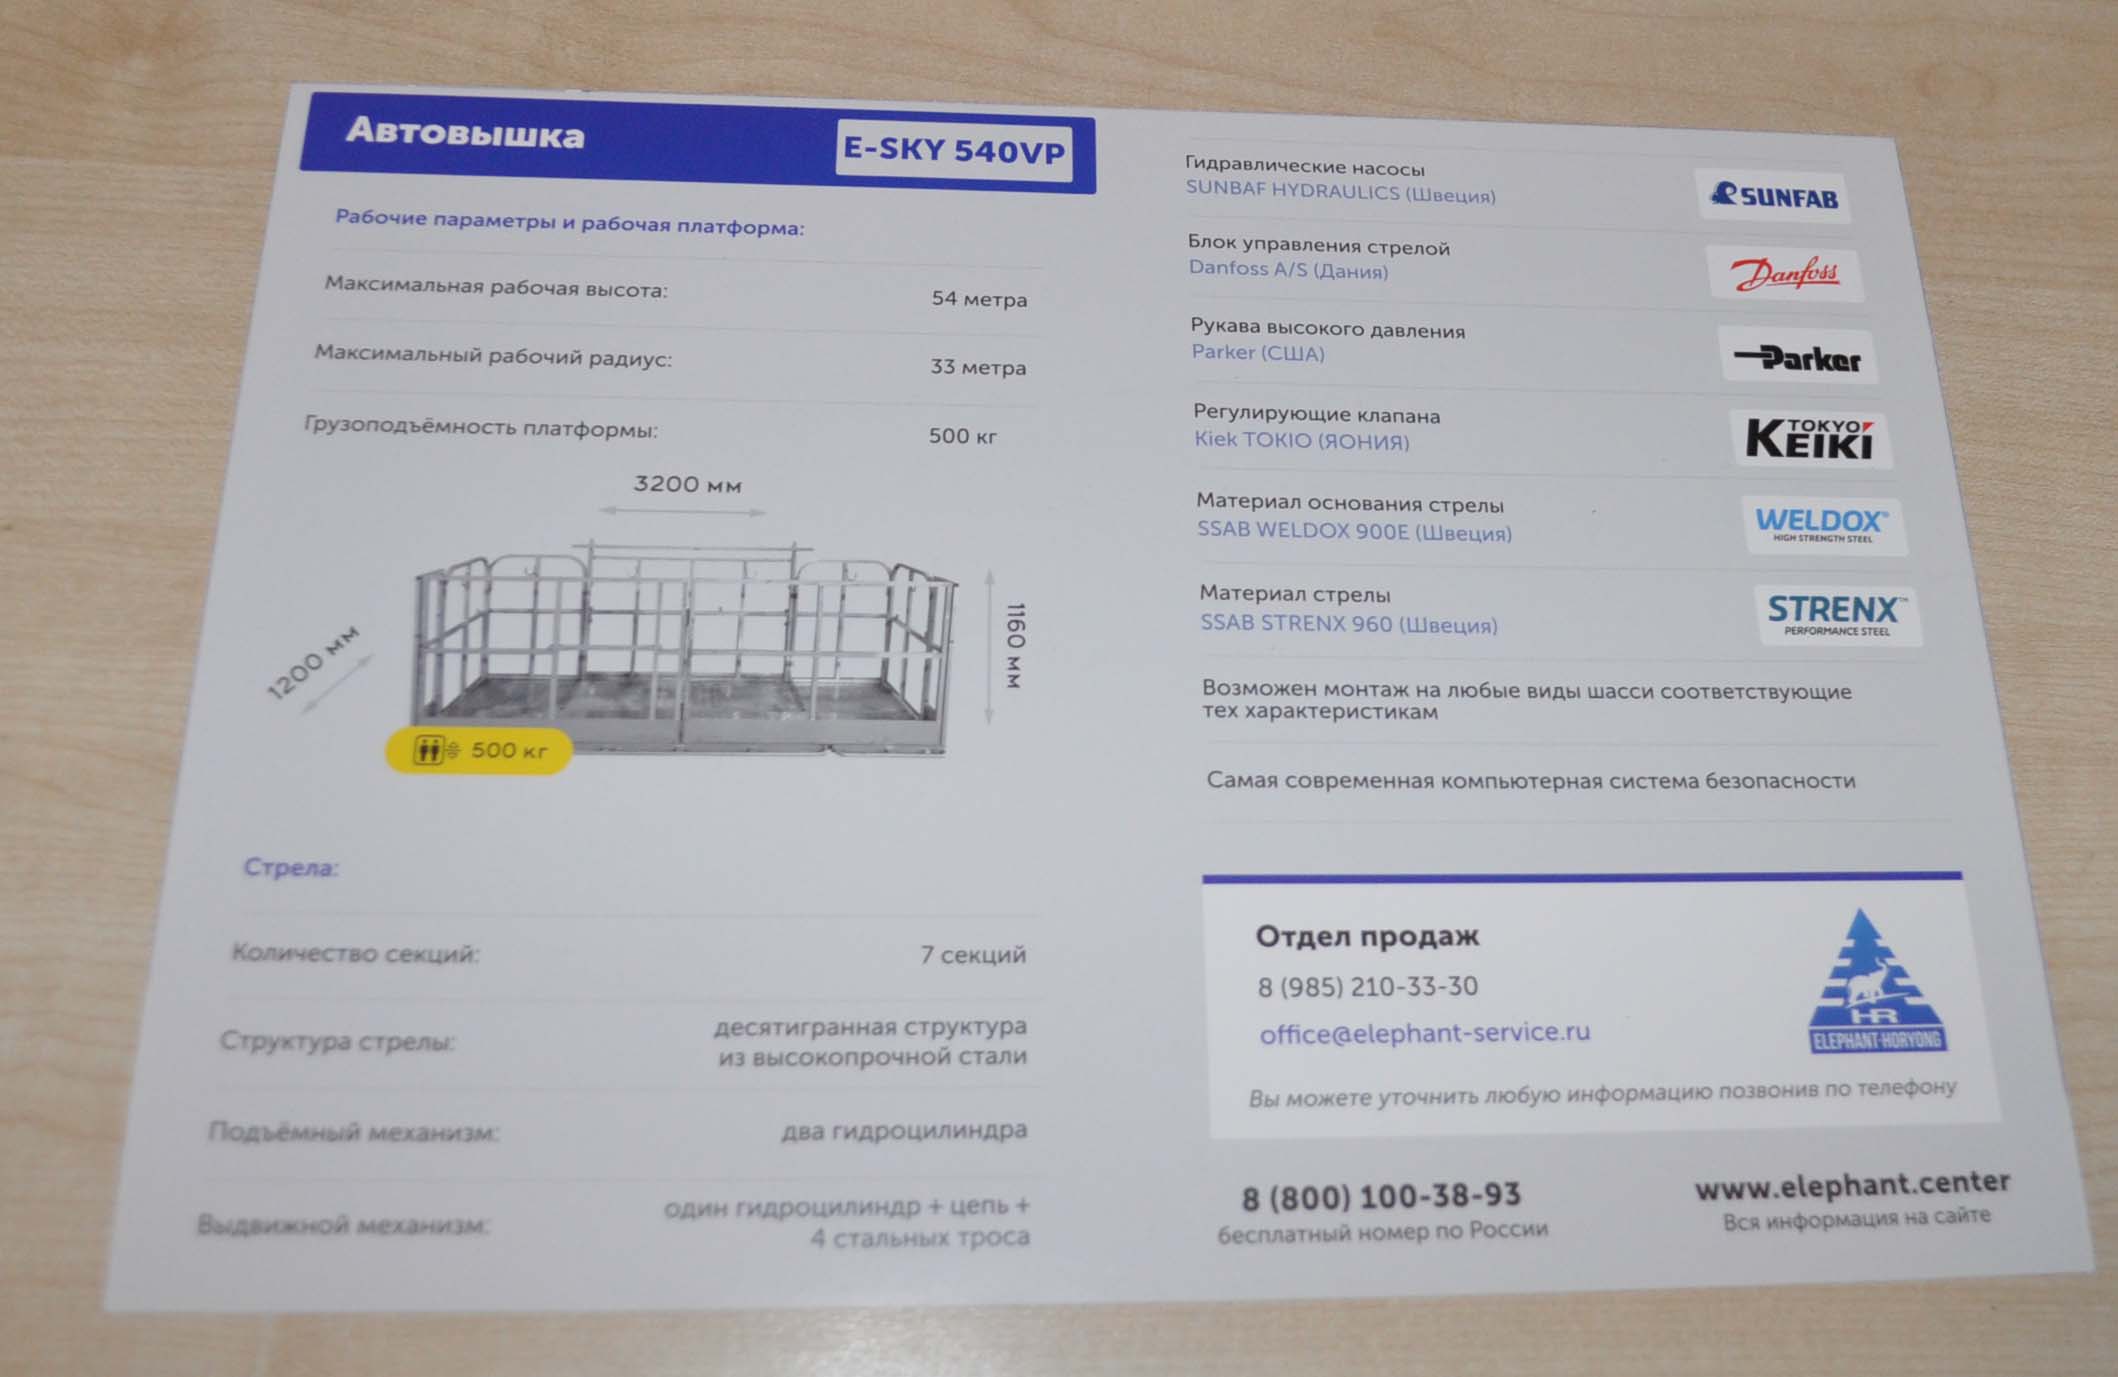 Автовышка
E-SKY 540VP
Рабочие параметры и рабочая платформа:
Максимальная рабочая высота: 54 метра
Максимальный рабочий радиус: 33 метра
Грузоподъёмность платформы: 500 кг
3200 мм
1200 мм
1160 мм
500 кг
Стрела:
Количество секций: 7 секций
Структура стрелы: десятигранная структура
из высокопрочной стали
Подъёмный механизм: два гидроцилиндра
Выдвижной механизм: один гидроцилиндр + цепь +
4 стальных троса
Гидравлические насосы
SUNBAF HYDRAULICS (Швеция)
SUNFAB
Блок управления стрелой
Danfoss A/S (Дания)
Danfoss
Рукава высокого давления
Parker (США)
Parker
Регулирующие клапана
Kiek TOKIO (ЯОНИЯ)
TOKYO
KEIKI
Материал основания стрелы
SSAB WELDOX 900E (Швеция)
WELDOX®
HIGH STRENGTH STEEL
Материал стрелы
SSAB STRENX 960 (Швеция)
STRENX™
PERFORMANCE STEEL
Возможен монтаж на любые виды шасси соответствующие
тех характеристикам
Самая современная компьютерная система безопасности
Отдел продаж
8 (985) 210-33-30
office@elephant-service.ru
HR
ELEPHANT-HORYONG
Вы можете уточнить любую информацию позвонив по телефону
8 (800) 100-38-93
бесплатный номер по России
www.elephant.center
Вся информация на сайте